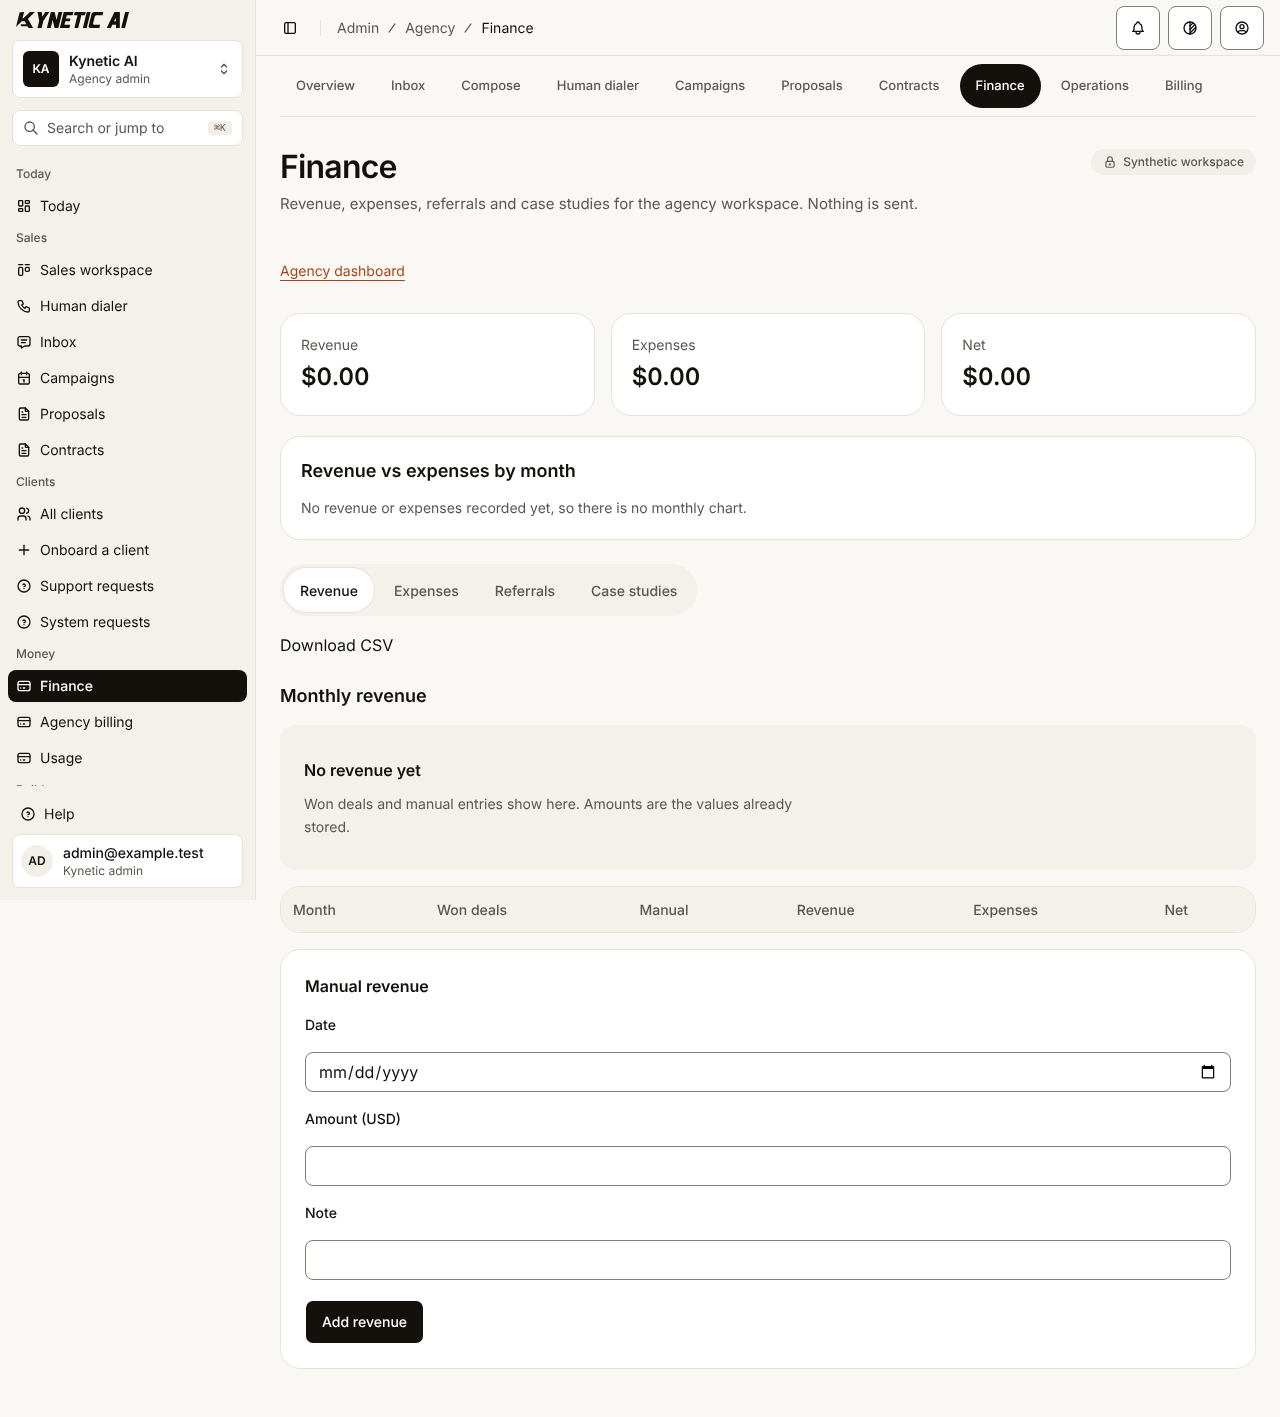 KYNETIC AI
KA
Kynetic AI
Agency admin
Search or jump to
⌘K
Today
Today
Sales
Sales workspace
Human dialer
Inbox
Campaigns
Proposals
Contracts
Clients
All clients
Onboard a client
Support requests
System requests
Money
Finance
Agency billing
Usage
Help
AD
admin@example.test
Kynetic admin
Admin / Agency / Finance
Overview Inbox Compose Human dialer Campaigns Proposals Contracts Finance Operations Billing
Finance
Synthetic workspace
Revenue, expenses, referrals and case studies for the agency workspace. Nothing is sent.
Agency dashboard
Revenue
$0.00
Expenses
$0.00
Net
$0.00
Revenue vs expenses by month
No revenue or expenses recorded yet, so there is no monthly chart.
Revenue Expenses Referrals Case studies
Download CSV
Monthly revenue
No revenue yet
Won deals and manual entries show here. Amounts are the values already
stored.
Month Won deals Manual Revenue Expenses Net
Manual revenue
Date
mm/dd/yyyy
Amount (USD)
Note
Add revenue